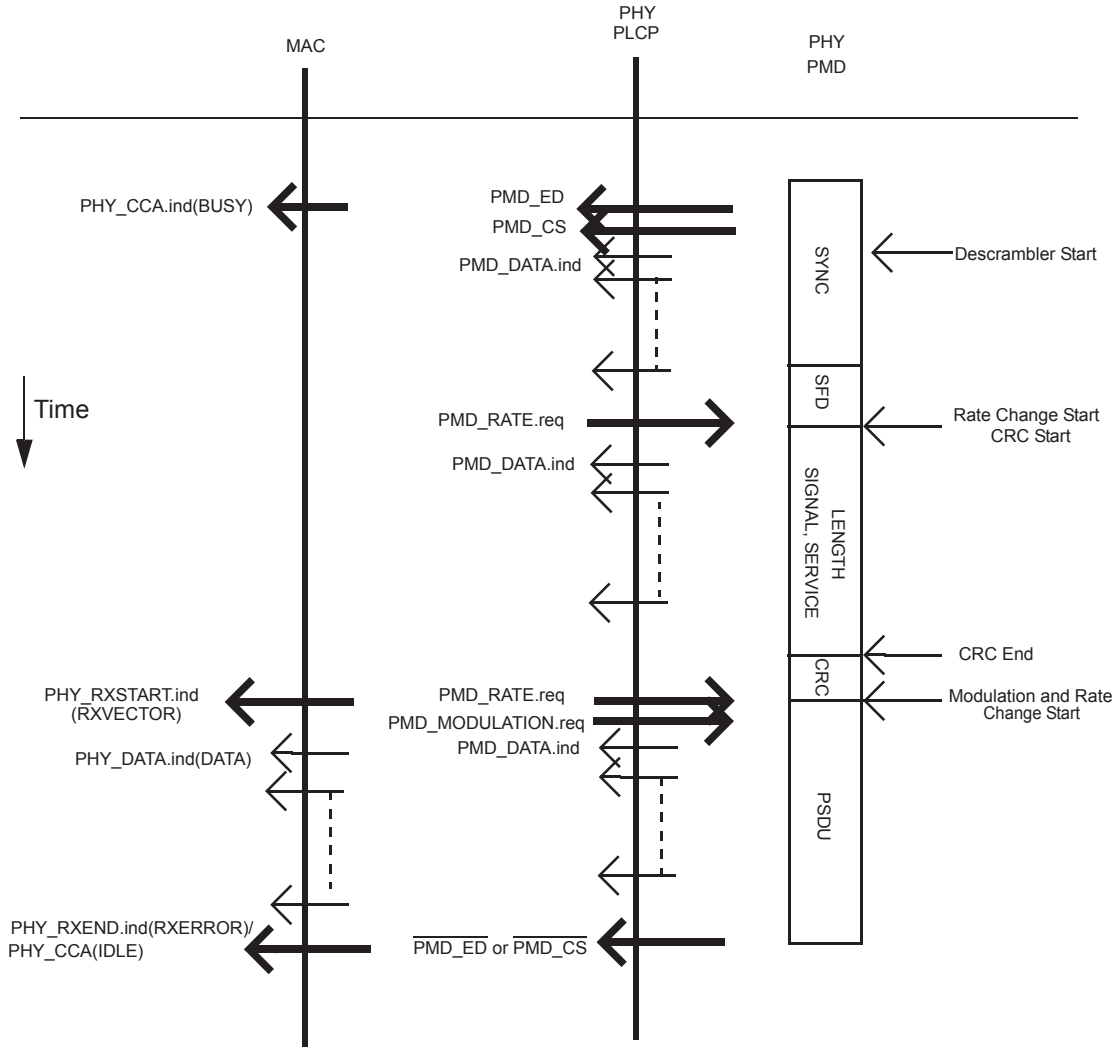 MAC
PHY
PLCP
PHY
PMD
PHY_CCA.ind(BUSY)
PMD_ED
PMD_CS
PMD_DATA.ind
SYNC
Descrambler Start
Time
SFD
PMD_RATE.req
Rate Change Start
CRC Start
PMD_DATA.ind
LENGTH
SIGNAL, SERVICE
CRC End
CRC
PHY_RXSTART.ind
(RXVECTOR)
PMD_RATE.req
PMD_MODULATION.req
Modulation and Rate
Change Start
PMD_DATA.ind
PHY_DATA.ind(DATA)
PSDU
PHY_RXEND.ind(RXERROR)/
PHY_CCA(IDLE)
PMD_ED or PMD_CS